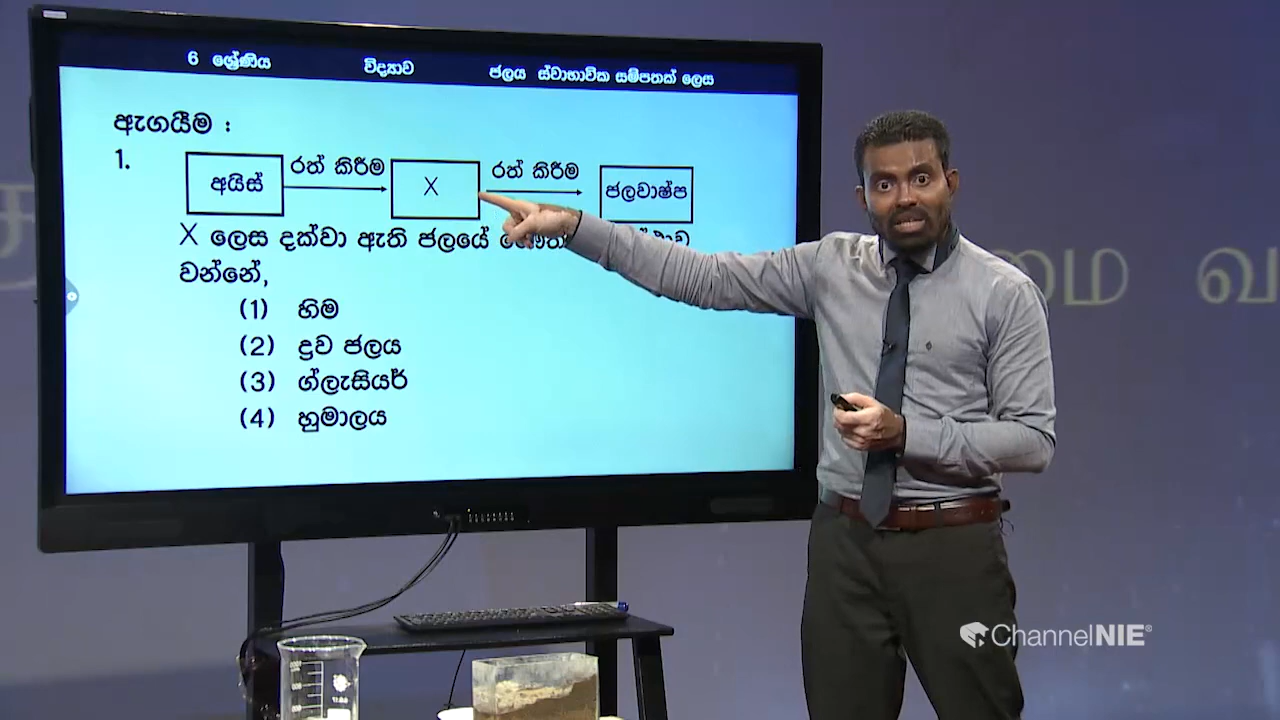 6 ශ්‍රේණිය විද්‍යාව ජලය ස්වාභාවික සම්පතක් ලෙස
ඇගයීම :
1. අයිස් රත් කිරීම X රත් කිරීම ජලවාෂ්ප
X ලෙස දක්වා ඇති ජලයේ
වන්නේ,
(1) හිම
(2) ද්‍රව ජලය
(3) ග්ලැසියර්
(4) හුමාලය
ChannelNIE®